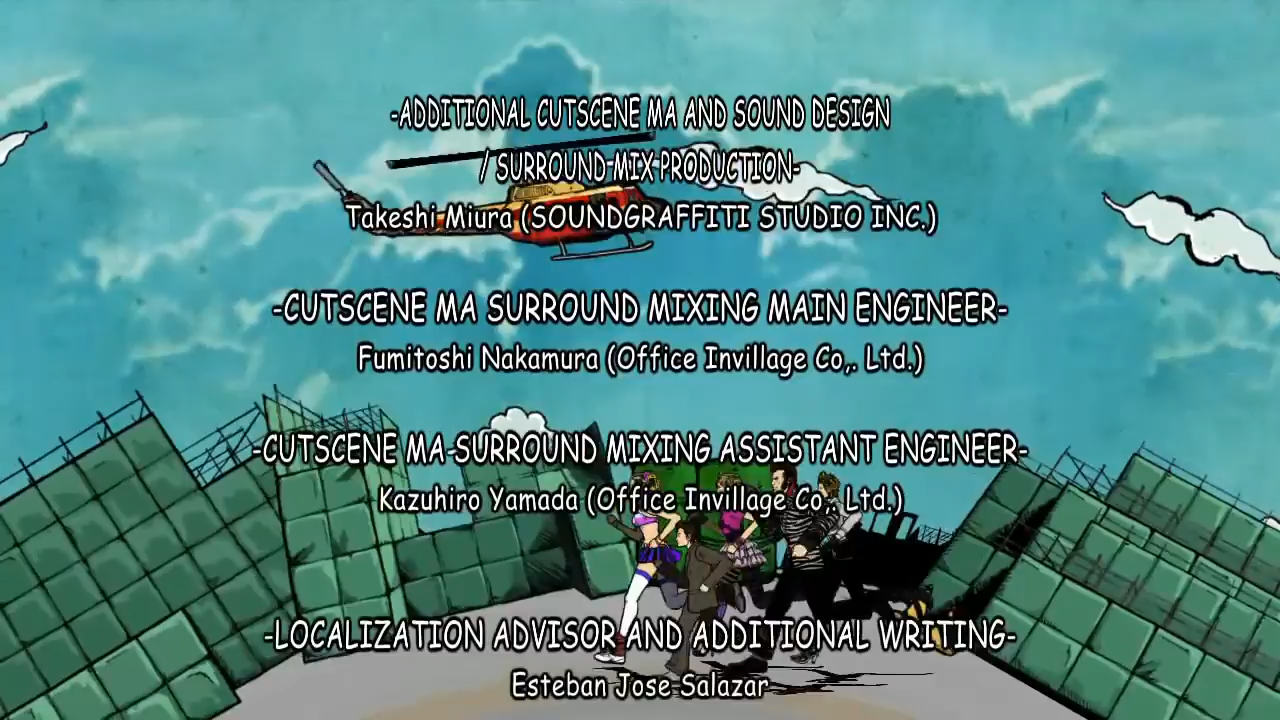 -ADDITIONAL CUTSCENE MA AND SOUND DESIGN
/ SURROUND MIX PRODUCTION-
Takeshi Miura (SOUNDGRAFFITI STUDIO INC.)
-CUTSCENE MA SURROUND MIXING MAIN ENGINEER-
Fumitoshi Nakamura (Office Invillage Co,. Ltd.)
-CUTSCENE MA SURROUND MIXING ASSISTANT ENGINEER-
Kazuhiro Yamada (Office Invillage Co,. Ltd.)
-LOCALIZATION ADVISOR AND ADDITIONAL WRITING-
Esteban Jose Salazar